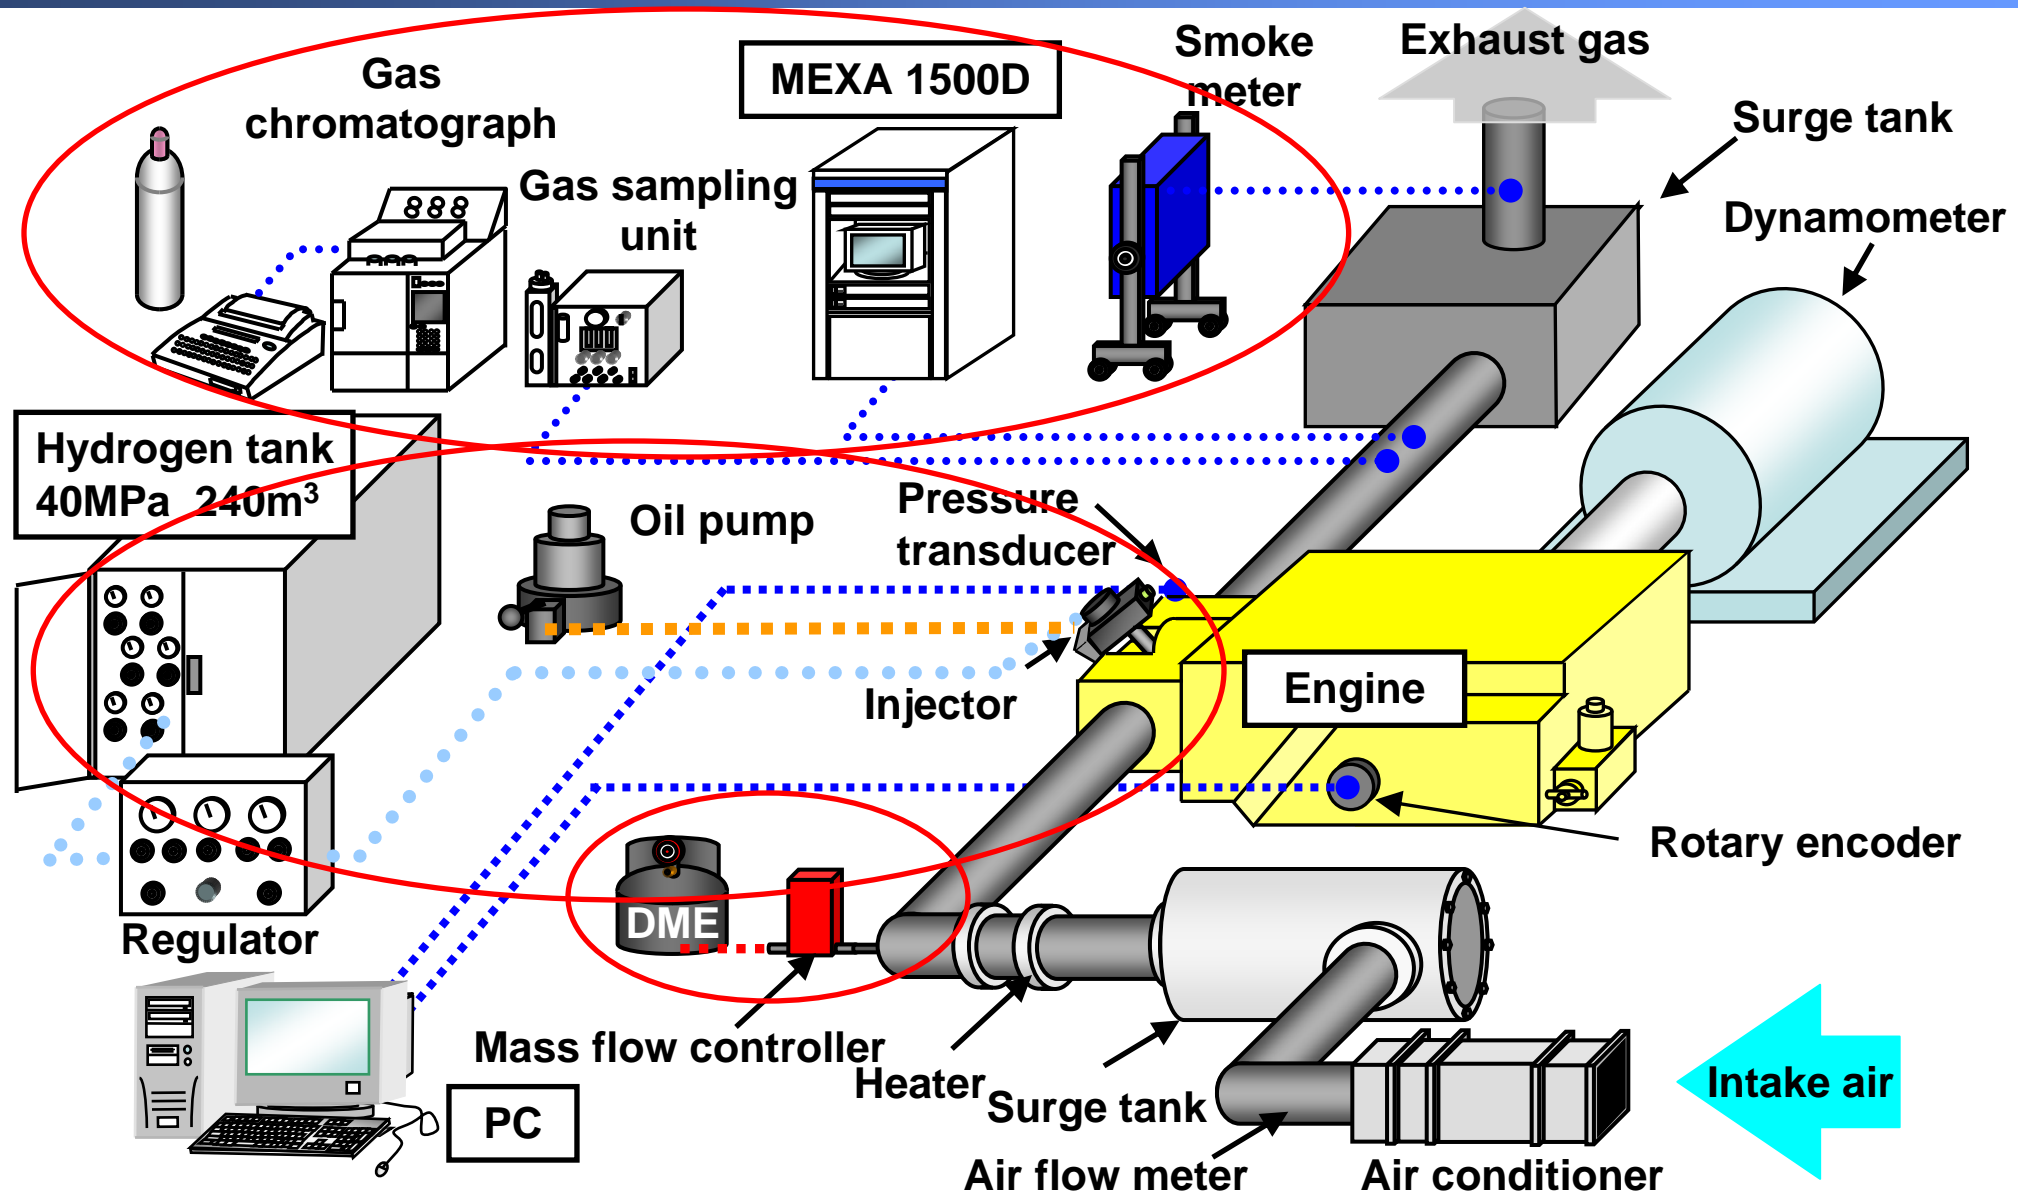 Gas
chromatograph
MEXA 1500D
Smoke
meter
Exhaust gas
Surge tank
Gas sampling
unit
Dynamometer
Hydrogen tank
40MPa 240m³
Oil pump
Pressure
transducer
Injector
Engine
Rotary encoder
Regulator
DME
Mass flow controller
Heater
Surge tank
Intake air
PC
Air flow meter
Air conditioner